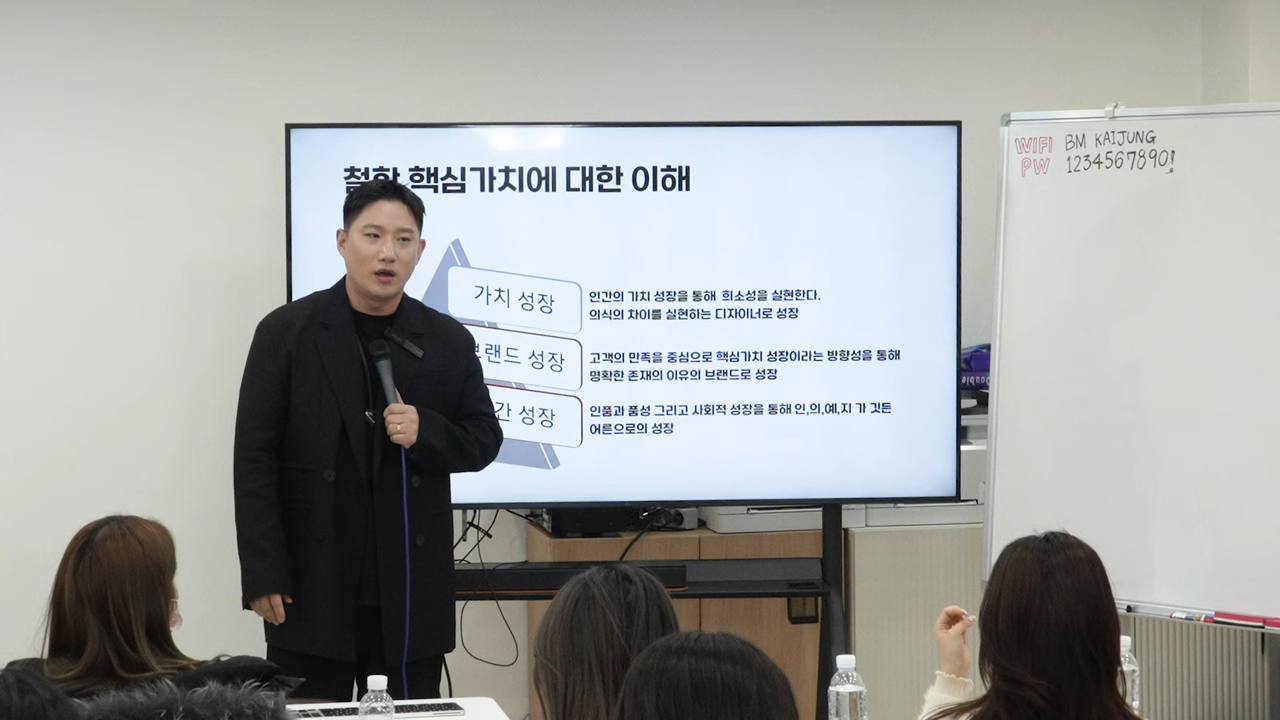 철학 핵심가치에 대한 이해
가치 성장
인간의 가치 성장을 통해 희소성을 실현한다.
의식의 차이를 실현하는 디자이너로 성장
브랜드 성장
고객의 만족을 중심으로 핵심가치 성장이라는 방향성을 통해
명확한 존재의 이유의 브랜드로 성장
간 성장
인품과 품성 그리고 사회적 성장을 통해 인,의,예,지 가 깃든
어른으로의 성장
WIFI BM KAIJUNG
PW 1234567890!
Double